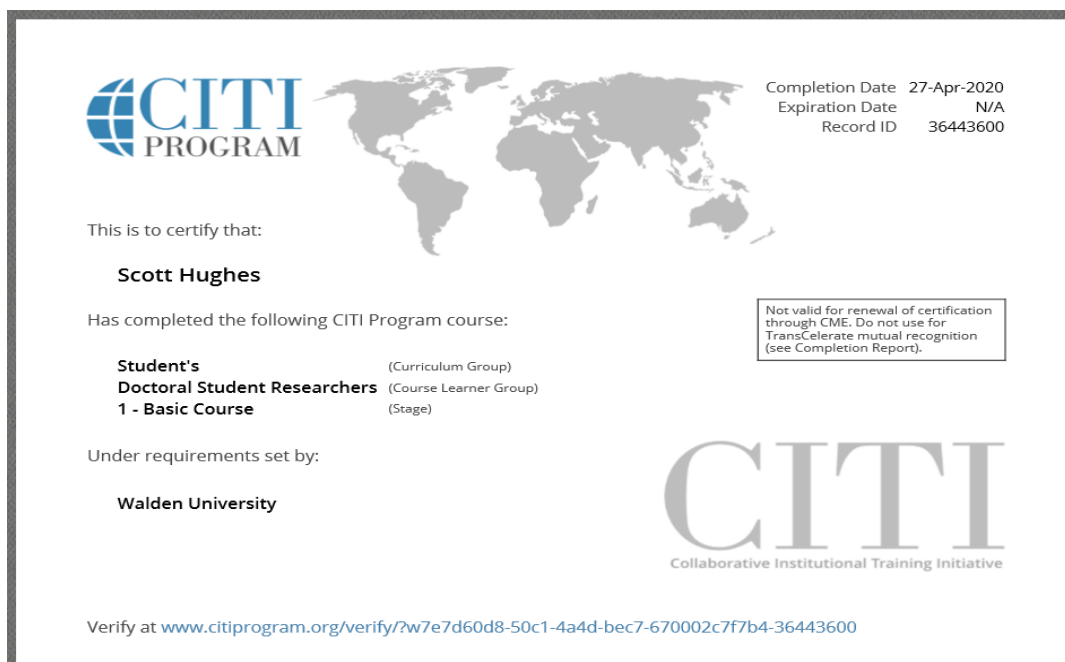 CITI
PROGRAM
Completion Date 27-Apr-2020
Expiration Date N/A
Record ID 36443600
This is to certify that:
Scott Hughes
Has completed the following CITI Program course:
Not valid for renewal of certification
through CME. Do not use for
TransCelerate mutual recognition
(see Completion Report).
Student's (Curriculum Group)
Doctoral Student Researchers (Course Learner Group)
1 - Basic Course (Stage)
Under requirements set by:
Walden University
CITI
Collaborative Institutional Training Initiative
Verify at www.citiprogram.org/verify/?w7e7d60d8-50c1-4a4d-bec7-670002c7f7b4-36443600